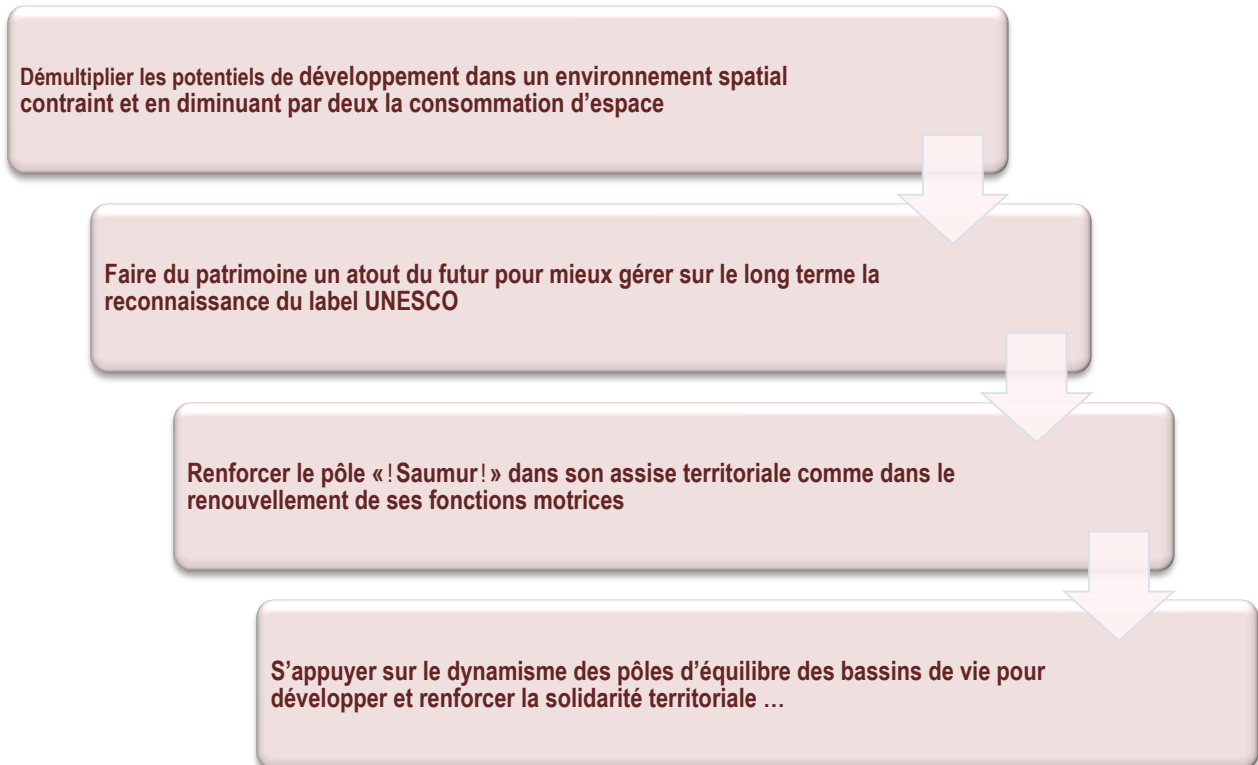 Démultiplier les potentiels de développement dans un environnement spatial
contraint et en diminuant par deux la consommation d’espace
Faire du patrimoine un atout du futur pour mieux gérer sur le long terme la
reconnaissance du label UNESCO
Renforcer le pôle «!Saumur!» dans son assise territoriale comme dans le
renouvellement de ses fonctions motrices
S’appuyer sur le dynamisme des pôles d’équilibre des bassins de vie pour
développer et renforcer la solidarité territoriale …